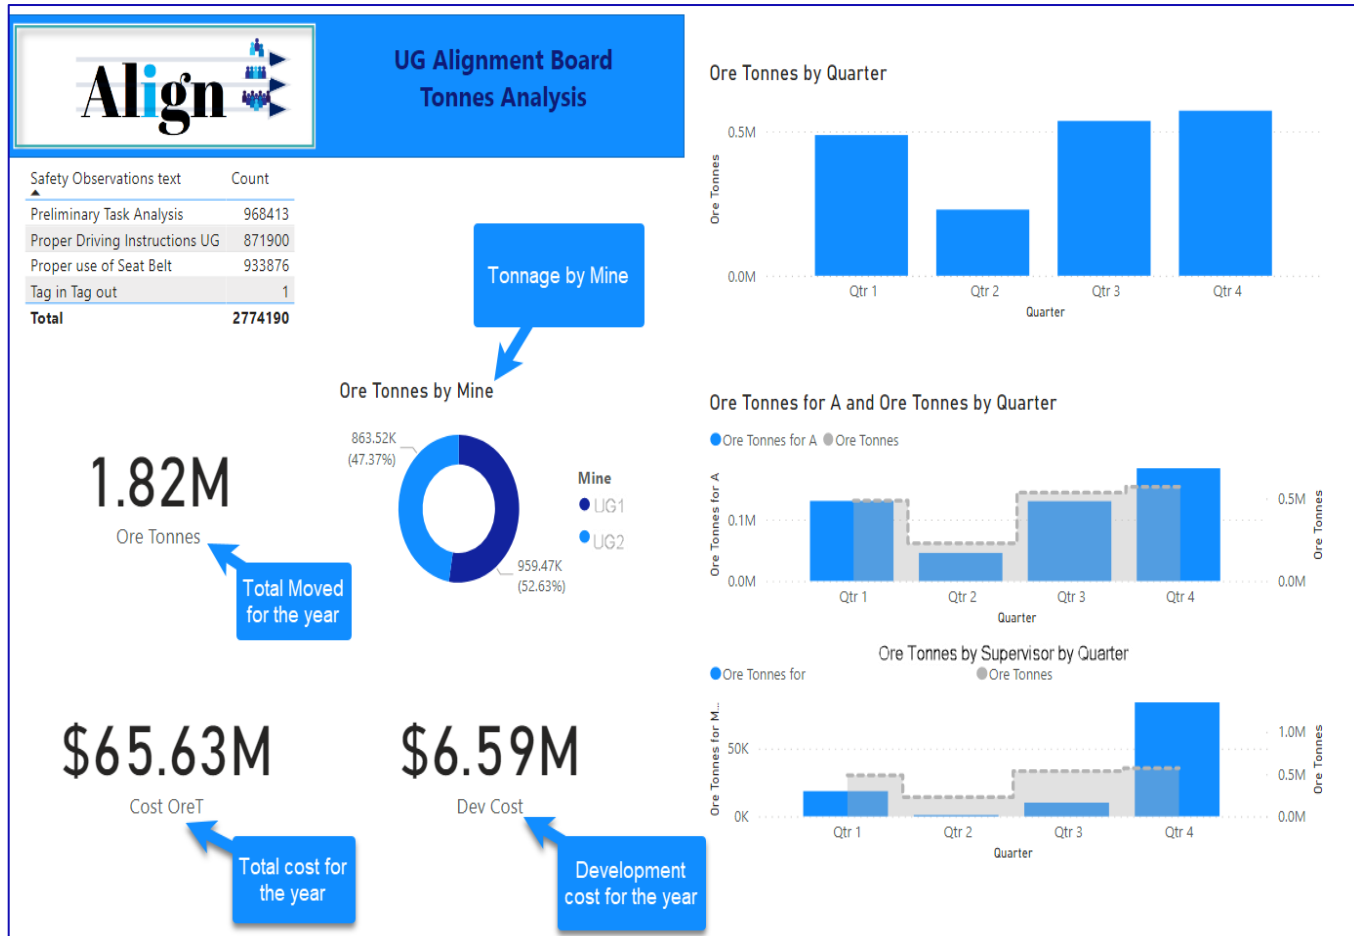 Align
UG Alignment Board
Tonnes Analysis
Safety Observations text Count
Preliminary Task Analysis 968413
Proper Driving Instructions UG 871900
Proper use of Seat Belt 933876
Tag in Tag out 1
Total 2774190
Tonnage by Mine
Ore Tonnes by Mine
863.52K
(47.37%)
959.47K
(52.63%)
Mine
UG1
UG2
1.82M
Ore Tonnes
Total Moved
for the year
$65.63M
Cost OreT
Total cost for
the year
$6.59M
Dev Cost
Development
cost for the year
Ore Tonnes by Quarter
Ore Tonnes
0.5M
0.0M
Qtr 1 Qtr 2 Qtr 3 Qtr 4
Quarter
Ore Tonnes for A and Ore Tonnes by Quarter
Ore Tonnes for A Ore Tonnes
Ore Tonnes for A
0.1M
0.0M
0.5M
0.0M
Ore Tonnes
Qtr 1 Qtr 2 Qtr 3 Qtr 4
Quarter
Ore Tonnes by Supervisor by Quarter
Ore Tonnes for Ore Tonnes
Ore Tonnes for M...
50K
0K
1.0M
0.5M
0.0M
Ore Tonnes
Qtr 1 Qtr 2 Qtr 3 Qtr 4
Quarter